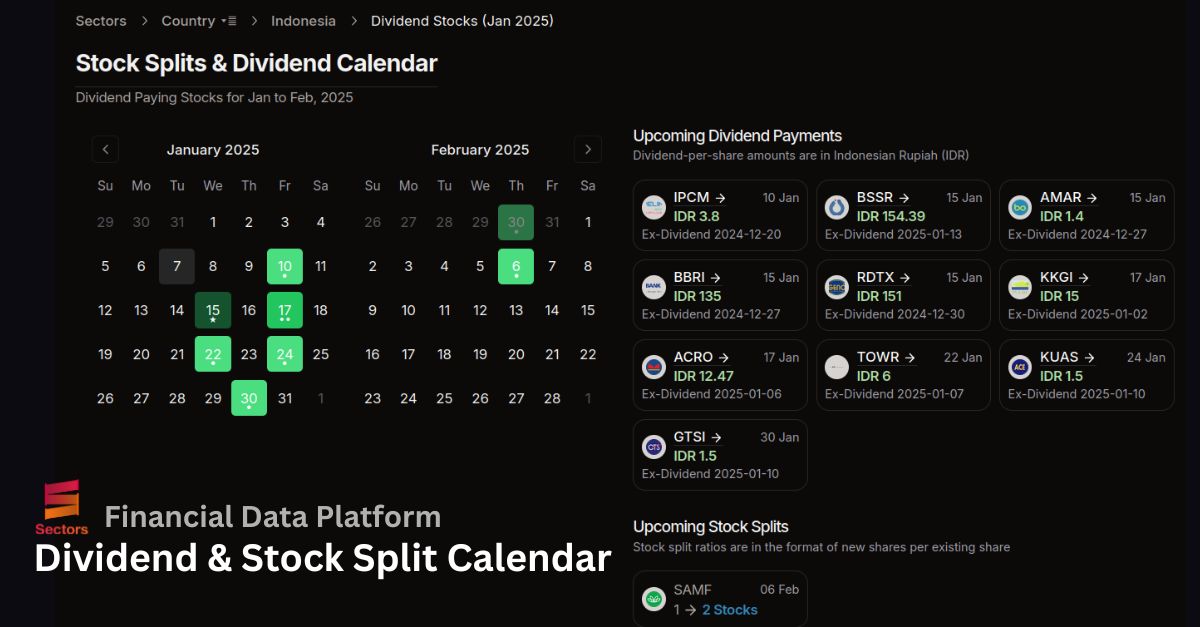 Sectors > Country > Indonesia > Dividend Stocks (Jan 2025)
Stock Splits & Dividend Calendar
Dividend Paying Stocks for Jan to Feb, 2025
January 2025
Su Mo Tu We Th Fr Sa
29 30 31 1 2 3 4
5 6 7 8 9 10 11
12 13 14 15 16 17 18
19 20 21 22 23 24 25
26 27 28 29 30 31 1
February 2025
Su Mo Tu We Th Fr Sa
26 27 28 29 30 31 1
2 3 4 5 6 7 8
9 10 11 12 13 14 15
16 17 18 19 20 21 22
23 24 25 26 27 28 1
Upcoming Dividend Payments
Dividend-per-share amounts are in Indonesian Rupiah (IDR)
IPCM → 10 Jan
IDR 3.8
Ex-Dividend 2024-12-20
BSSR → 15 Jan
IDR 154.39
Ex-Dividend 2025-01-13
AMAR → 15 Jan
IDR 1.4
Ex-Dividend 2024-12-27
BANK
BBRI → 15 Jan
IDR 135
Ex-Dividend 2024-12-27
RDTX → 15 Jan
IDR 151
Ex-Dividend 2024-12-30
KKGI → 17 Jan
IDR 15
Ex-Dividend 2025-01-02
ACRO → 17 Jan
IDR 12.47
Ex-Dividend 2025-01-06
TOWR → 22 Jan
IDR 6
Ex-Dividend 2025-01-07
ACE
KUAS → 24 Jan
IDR 1.5
Ex-Dividend 2025-01-10
GTS
GTSI → 30 Jan
IDR 1.5
Ex-Dividend 2025-01-10
Upcoming Stock Splits
Stock split ratios are in the format of new shares per existing share
SAMF 06 Feb
1 → 2 Stocks
Sectors
Financial Data Platform
Dividend & Stock Split Calendar